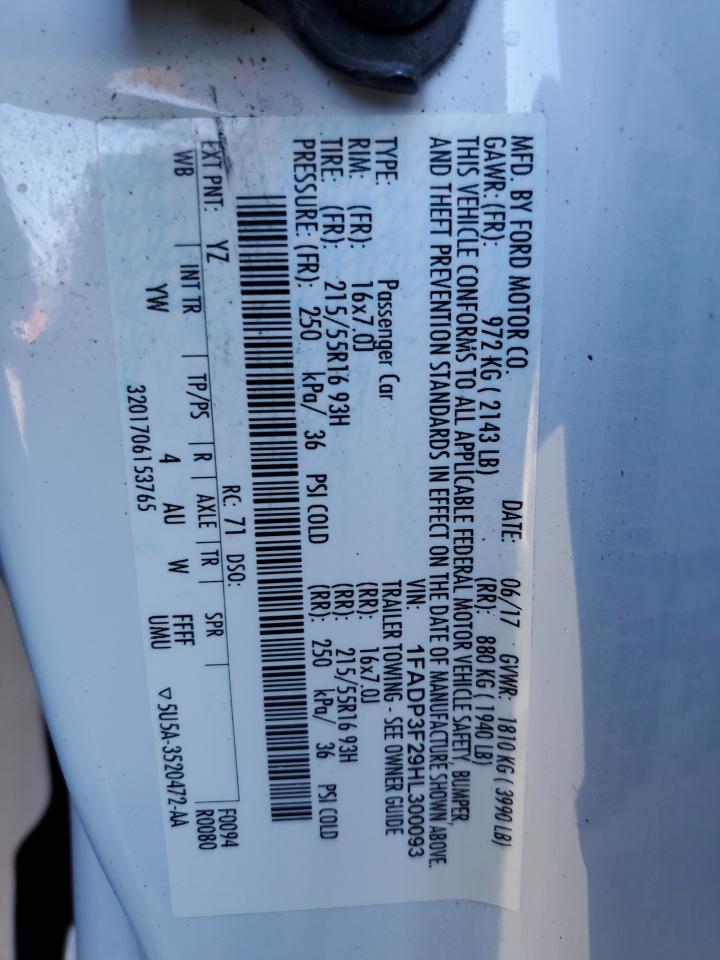 MFD. BY FORD MOTOR CO. DATE: 06/17 GVWR: 1810 KG ( 3990 LB)
GAWR: (FR): 972 KG ( 2143 LB) (RR): 880 KG ( 1940 LB)
THIS VEHICLE CONFORMS TO ALL APPLICABLE FEDERAL MOTOR VEHICLE SAFETY, BUMPER,
AND THEFT PREVENTION STANDARDS IN EFFECT ON THE DATE OF MANUFACTURE SHOWN ABOVE.
VIN: 1FADP3F29HL300093
TYPE: Passenger Car TRAILER TOWING - SEE OWNER GUIDE
RIM: (FR): 16x7.0J (RR): 16x7.0J
TIRE: (FR): 215/55R16 93H (RR): 215/55R16 93H
PRESSURE: (FR): 250 kPa/ 36 PSI COLD (RR): 250 kPa/ 36 PSI COLD
EXT PNT: YZ RC: 71 DSO: F0094
WB INT TR TP/PS R AXLE TR SPR R0080
YW 4 AU W FFFF
UMU
3201706153765 ▽5U5A-3520472-AA